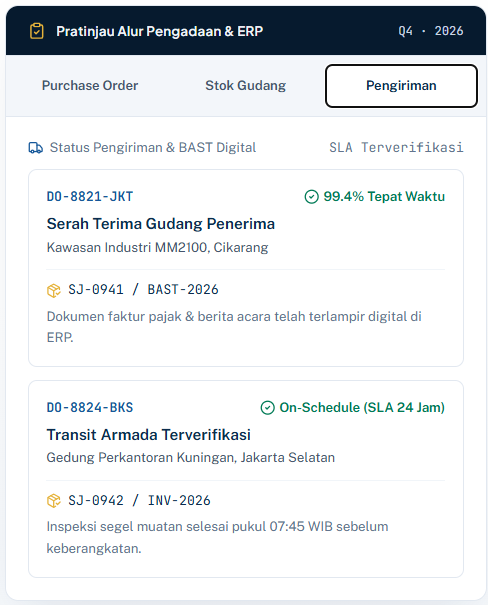 Pratinjau Alur Pengadaan & ERP
Q4 · 2026
Purchase Order
Stok Gudang
Pengiriman
Status Pengiriman & BAST Digital
SLA Terverifikasi
DO-8821-JKT
99.4% Tepat Waktu
Serah Terima Gudang Penerima
Kawasan Industri MM2100, Cikarang
SJ-0941 / BAST-2026
Dokumen faktur pajak & berita acara telah terlampir digital di
ERP.
DO-8824-BKS
On-Schedule (SLA 24 Jam)
Transit Armada Terverifikasi
Gedung Perkantoran Kuningan, Jakarta Selatan
SJ-0942 / INV-2026
Inspeksi segel muatan selesai pukul 07:45 WIB sebelum
keberangkatan.